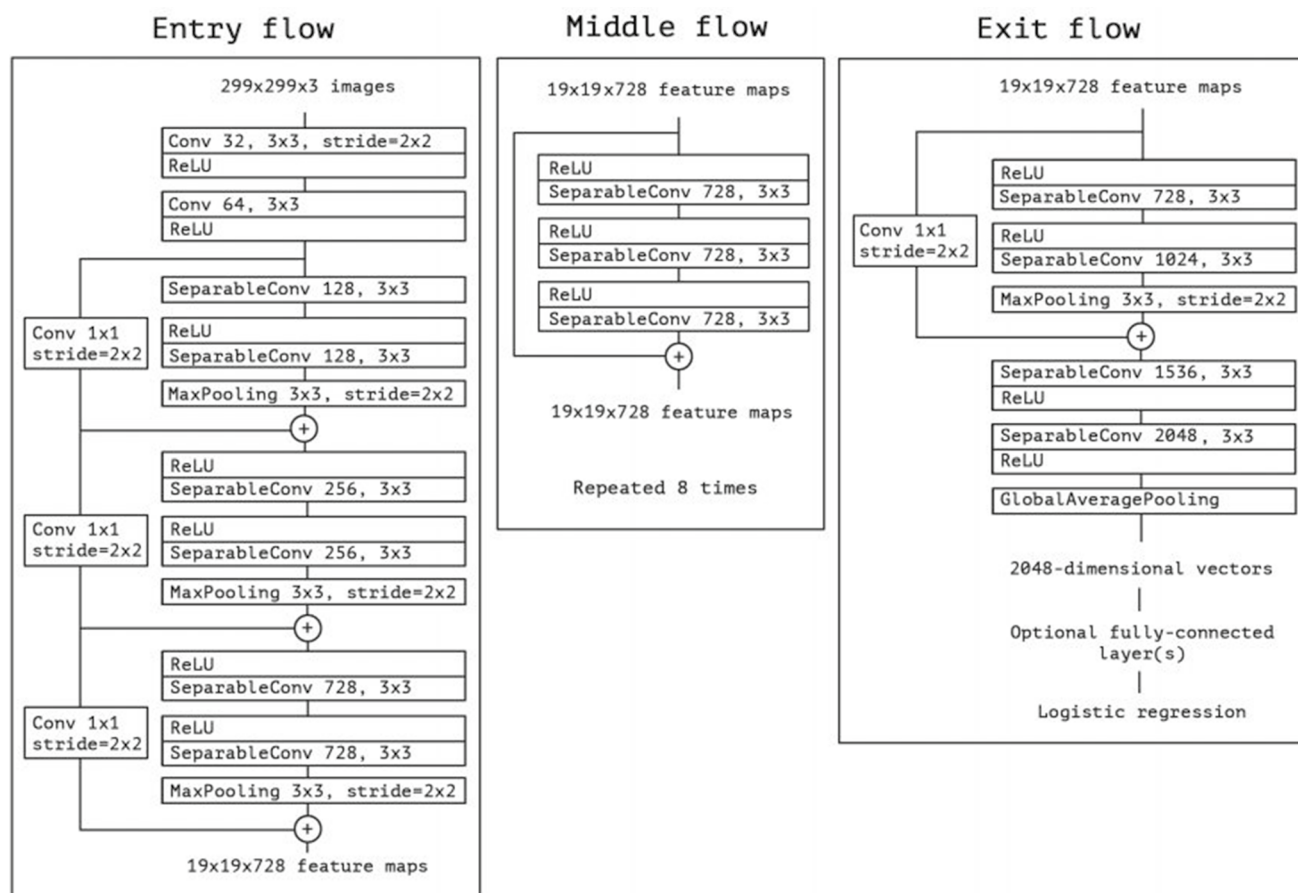 Entry flow
299x299x3 images
Conv 32, 3x3, stride=2x2
ReLU
Conv 64, 3x3
ReLU
SeparableConv 128, 3x3
Conv 1x1
stride=2x2
ReLU
SeparableConv 128, 3x3
MaxPooling 3x3, stride=2x2
+
ReLU
SeparableConv 256, 3x3
Conv 1x1
stride=2x2
ReLU
SeparableConv 256, 3x3
MaxPooling 3x3, stride=2x2
+
ReLU
SeparableConv 728, 3x3
Conv 1x1
stride=2x2
ReLU
SeparableConv 728, 3x3
MaxPooling 3x3, stride=2x2
+
19x19x728 feature maps
Middle flow
19x19x728 feature maps
ReLU
SeparableConv 728, 3x3
ReLU
SeparableConv 728, 3x3
ReLU
SeparableConv 728, 3x3
+
19x19x728 feature maps
Repeated 8 times
Exit flow
19x19x728 feature maps
ReLU
SeparableConv 728, 3x3
Conv 1x1
stride=2x2
ReLU
SeparableConv 1024, 3x3
MaxPooling 3x3, stride=2x2
+
SeparableConv 1536, 3x3
ReLU
SeparableConv 2048, 3x3
ReLU
GlobalAveragePooling
2048-dimensional vectors
Optional fully-connected
layer(s)
Logistic regression